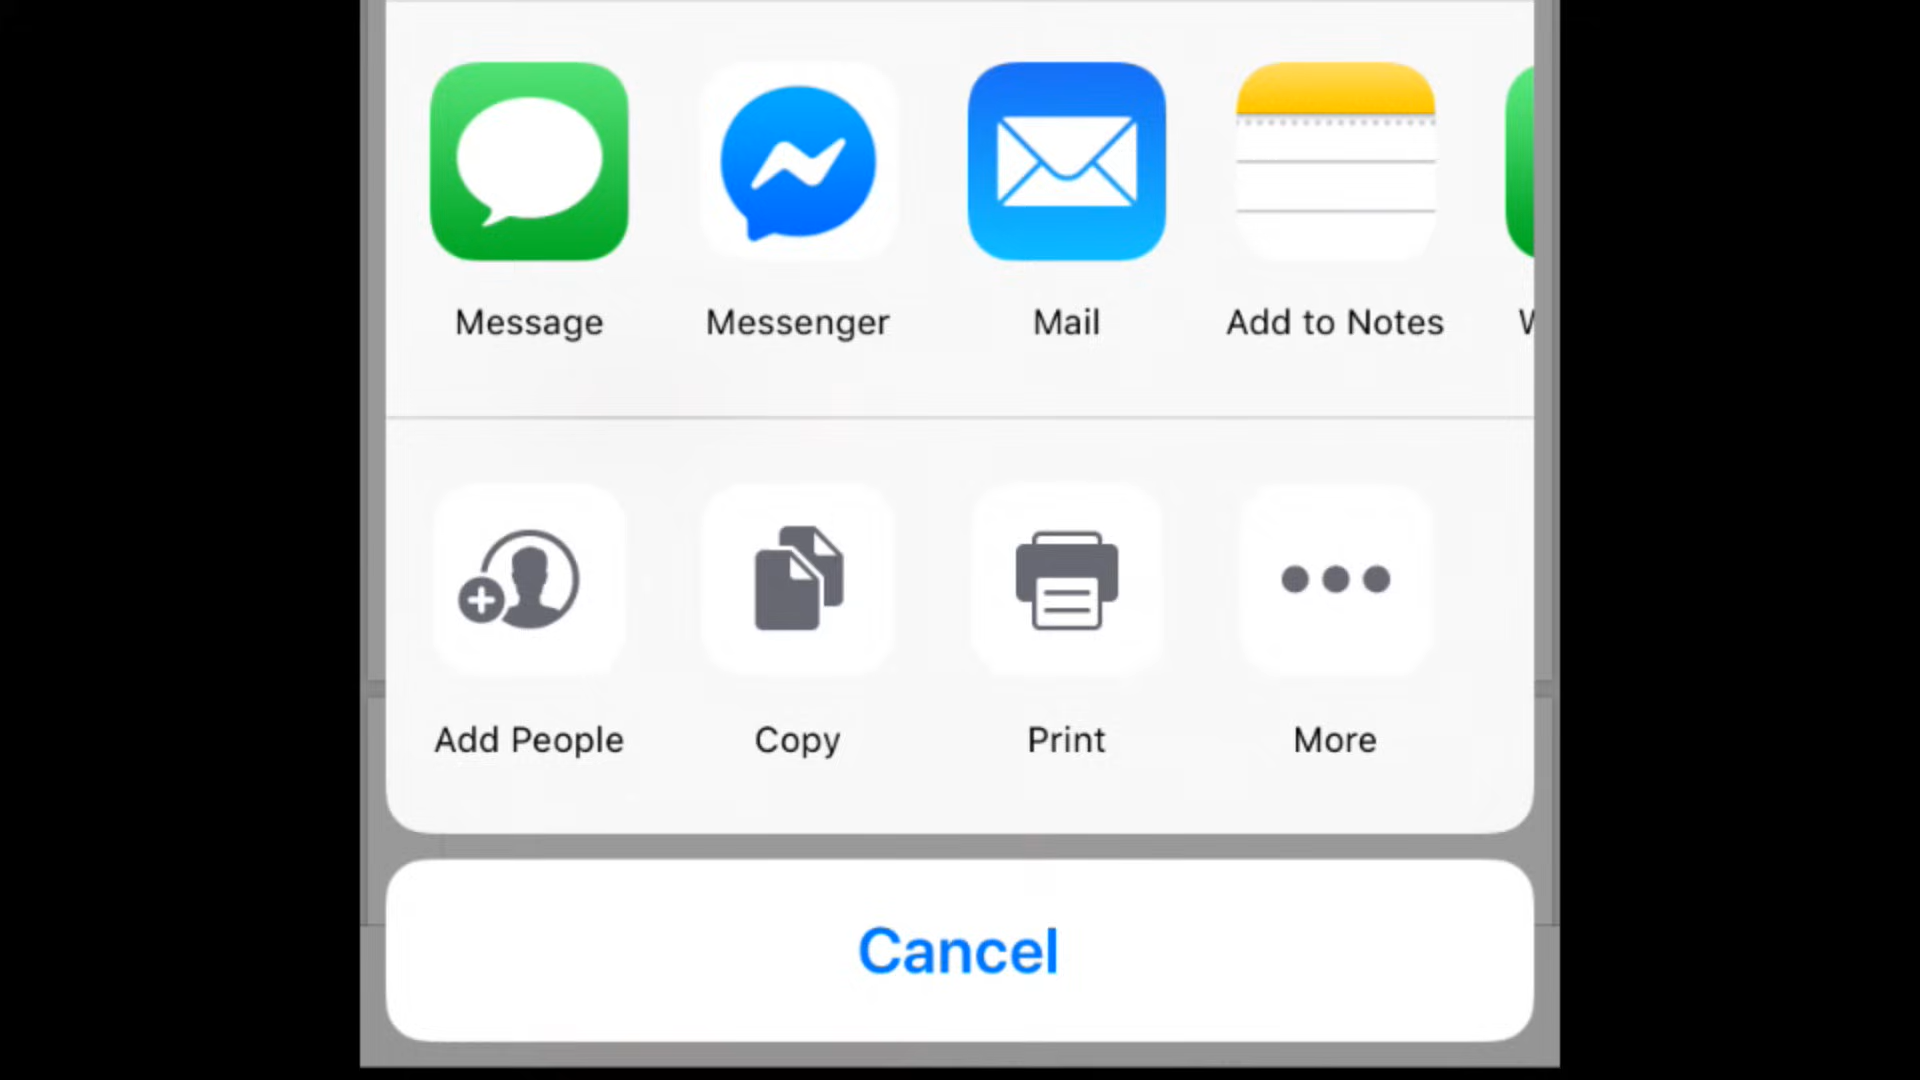 Message
Messenger
Mail
Add to Notes
Add People
Copy
Print
More
Cancel